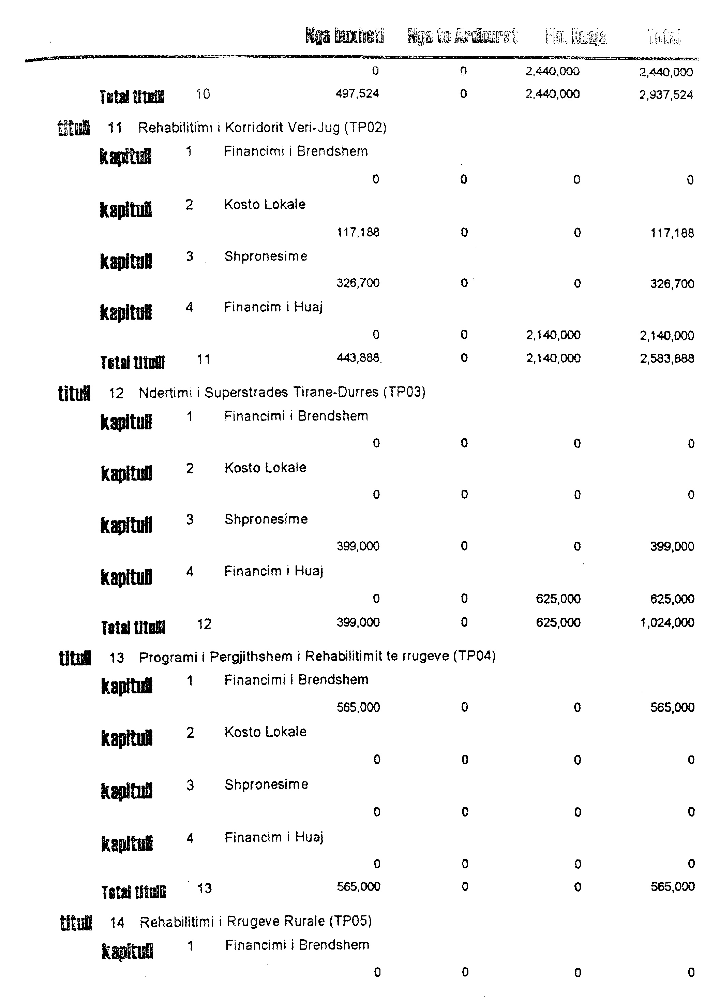 Nga buxheti Nga te Ardhurat Fin. Huaja Total
0 0 2,440,000 2,440,000
Total titulli 10 497,524 0 2,440,000 2,937,524
titull 11 Rehabilitimi i Korridorit Veri-Jug (TP02)
kapitull 1 Financimi i Brendshem
0 0 0 0
kapitull 2 Kosto Lokale
117,188 0 0 117,188
kapitull 3 Shpronesime
326,700 0 0 326,700
kapitull 4 Financim i Huaj
0 0 2,140,000 2,140,000
Total titulli 11 443,888 0 2,140,000 2,583,888
titull 12 Ndertimi i Superstrades Tirane-Durres (TP03)
kapitull 1 Financimi i Brendshem
0 0 0 0
kapitull 2 Kosto Lokale
0 0 0 0
kapitull 3 Shpronesime
399,000 0 0 399,000
kapitull 4 Financim i Huaj
0 0 625,000 625,000
Total titulli 12 399,000 0 625,000 1,024,000
titull 13 Programi i Pergjithshem i Rehabilitimit te rrugeve (TP04)
kapitull 1 Financimi i Brendshem
565,000 0 0 565,000
kapitull 2 Kosto Lokale
0 0 0 0
kapitull 3 Shpronesime
0 0 0 0
kapitull 4 Financim i Huaj
0 0 0 0
Total titulli 13 565,000 0 0 565,000
titull 14 Rehabilitimi i Rrugeve Rurale (TP05)
kapitull 1 Financimi i Brendshem
0 0 0 0